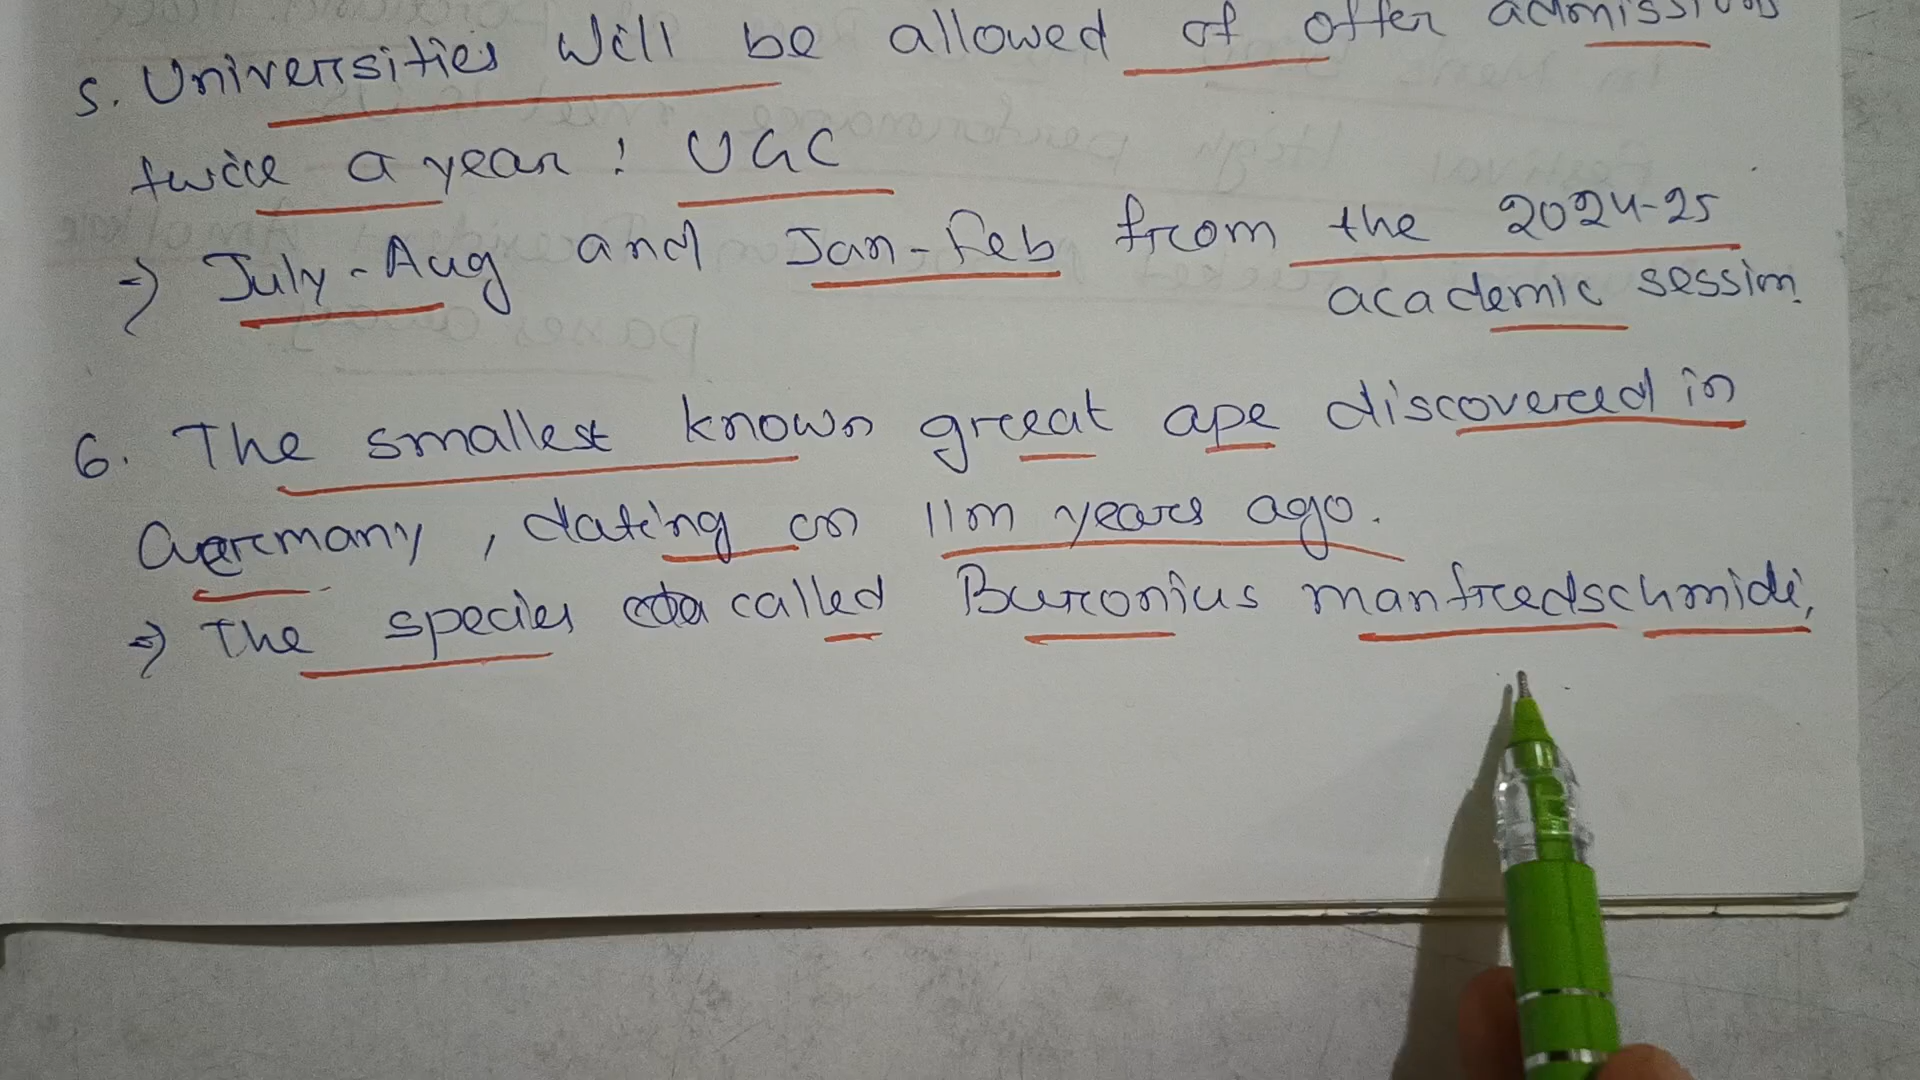 5. Universities will be allowed of offer admissions
twice a year : UGC
⇒ July-Aug and Jan-Feb from the 2024-25
academic session.
6. The smallest known great ape discovered in
Germany, dating on 11m years ago.
⇒ The species called Buronius manfredschmidi,